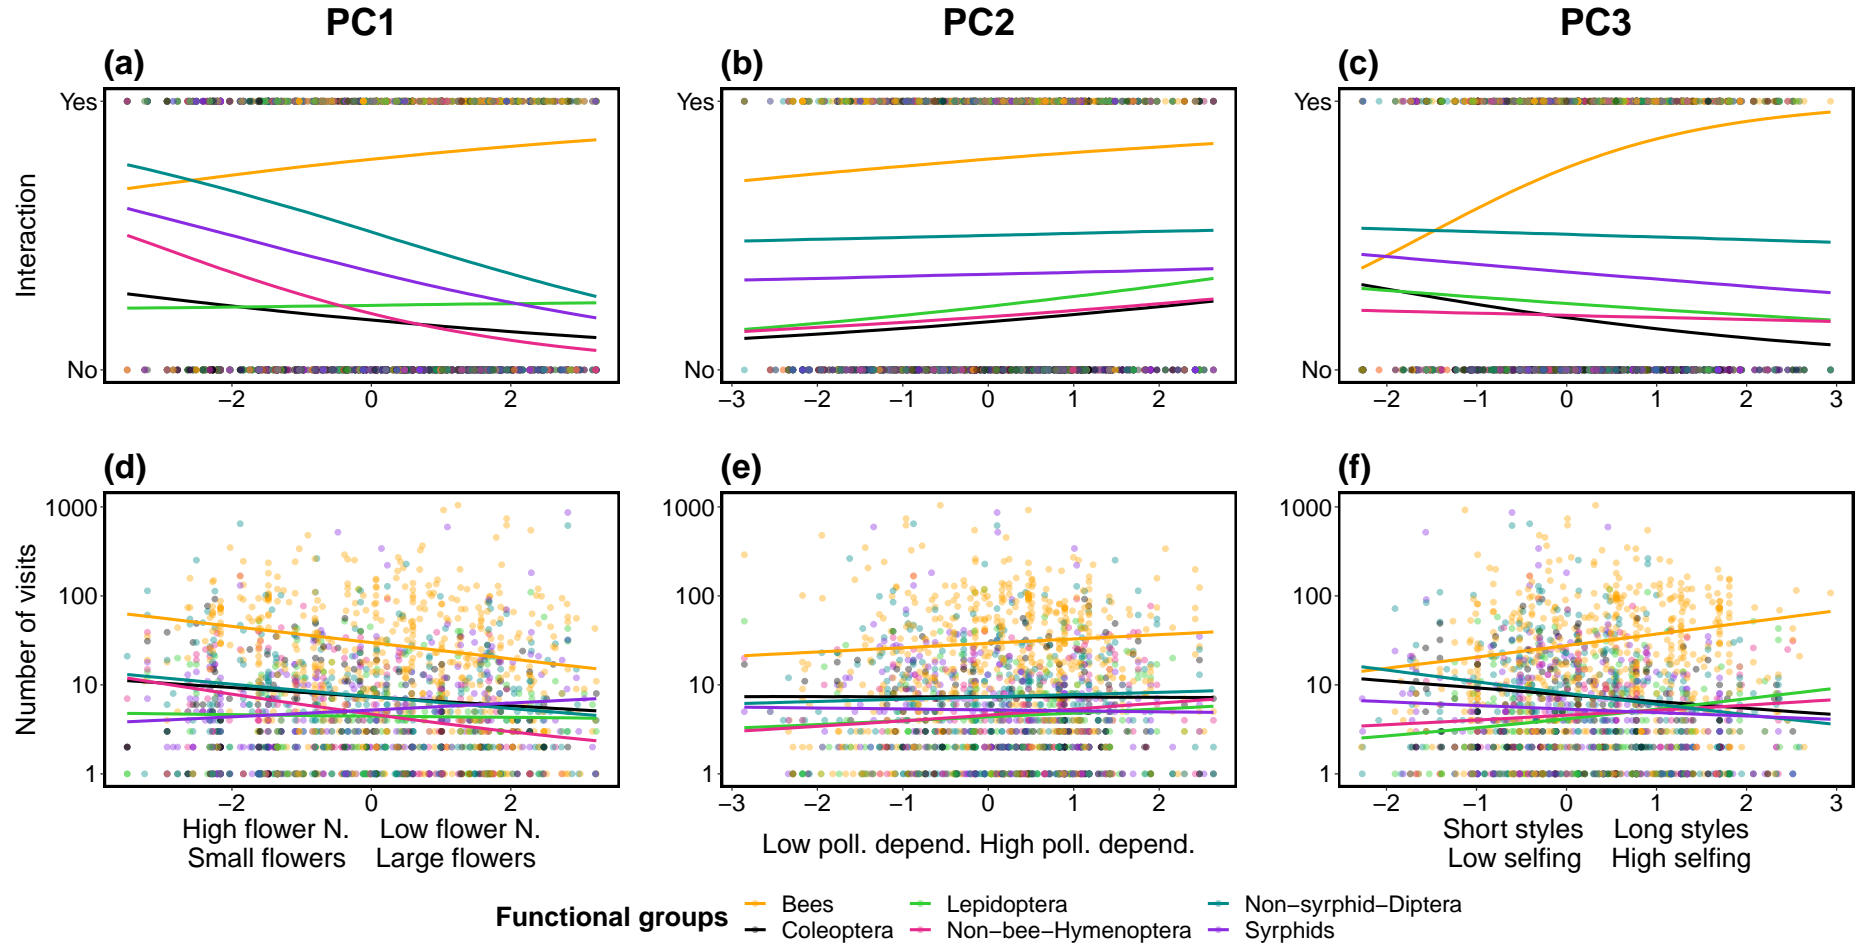 PC1 PC2 PC3
(a) (b) (c)
Interaction
Yes Yes Yes
No No No
−2 0 2
−3 −2 −1 0 1 2
−2 −1 0 1 2 3
(d) (e) (f)
Number of visits
1000 1000 1000
100 100 100
10 10 10
1 1 1
−2 0 2
−3 −2 −1 0 1 2
−2 −1 0 1 2 3
High flower N. Low flower N.
Small flowers Large flowers
Low poll. depend. High poll. depend.
Short styles Long styles
Low selfing High selfing
Functional groups
Bees Lepidoptera Non−syrphid−Diptera
Coleoptera Non−bee−Hymenoptera Syrphids